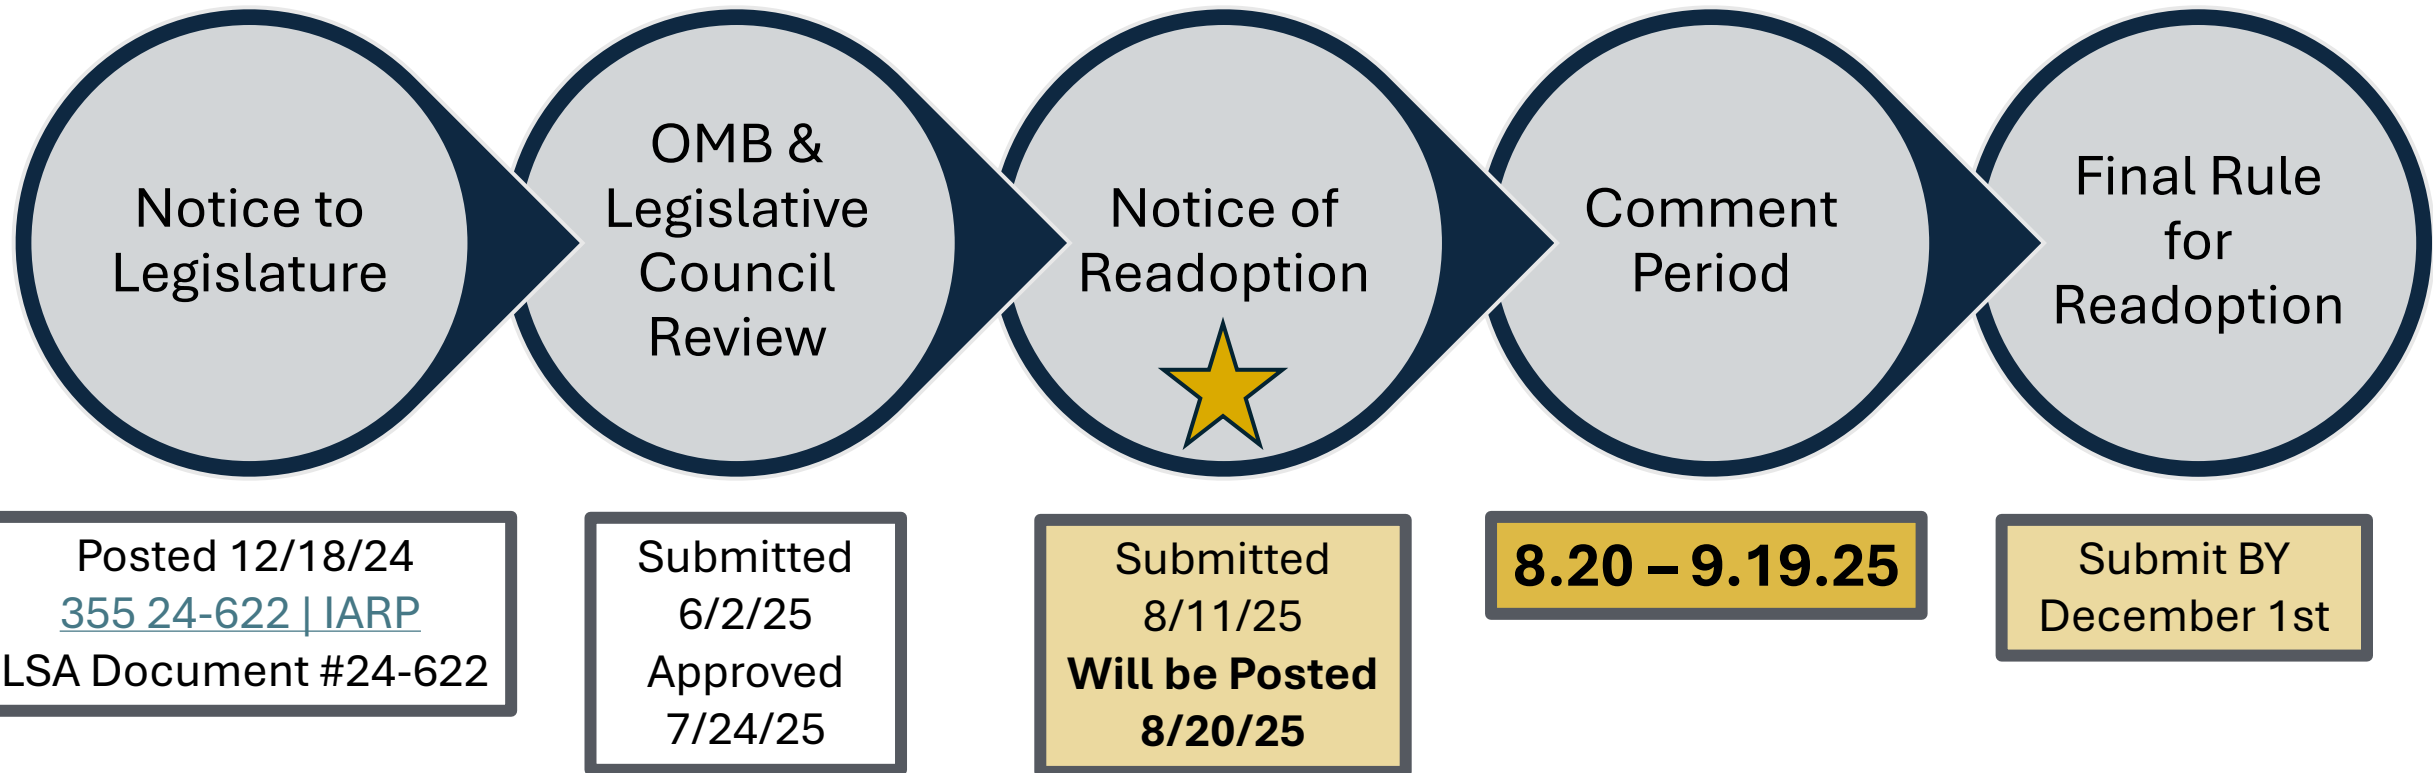 Notice to
Legislature
OMB &
Legislative
Council
Review
Notice of
Readoption
Comment
Period
Final Rule
for
Readoption
Posted 12/18/24
355 24-622 | IARP
LSA Document #24-622
Submitted
6/2/25
Approved
7/24/25
Submitted
8/11/25
Will be Posted
8/20/25
8.20 – 9.19.25
Submit BY
December 1st